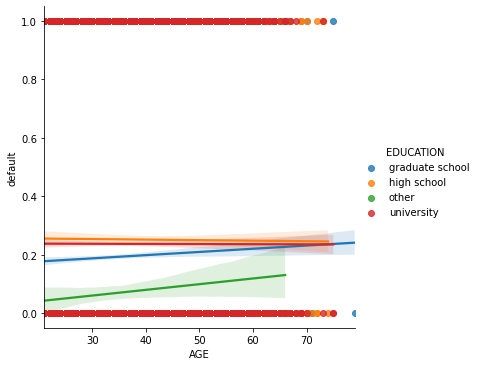 1.0
0.8
0.6
0.4
0.2
0.0
default
30 40 50 60 70
AGE
EDUCATION
graduate school
high school
other
university